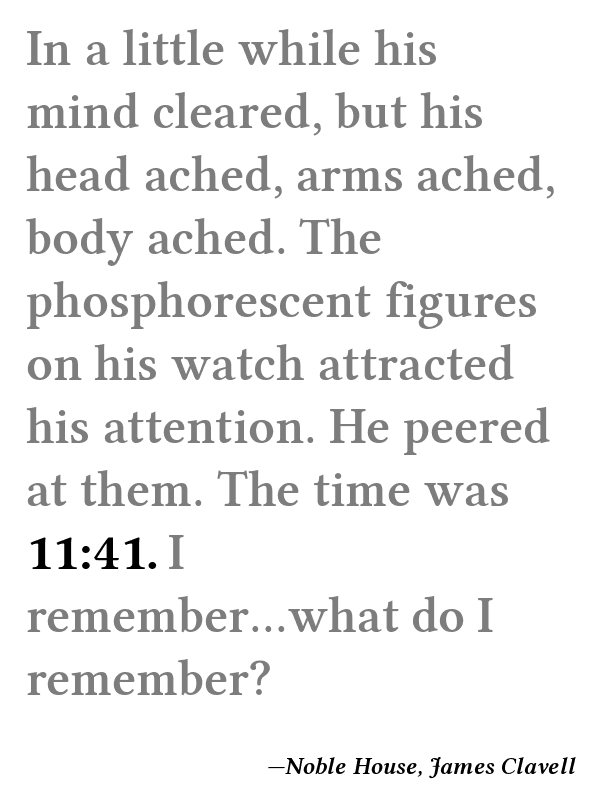 In a little while his
mind cleared, but his
head ached, arms ached,
body ached. The
phosphorescent figures
on his watch attracted
his attention. He peered
at them. The time was
11:41. I
remember...what do I
remember?
—Noble House, James Clavell